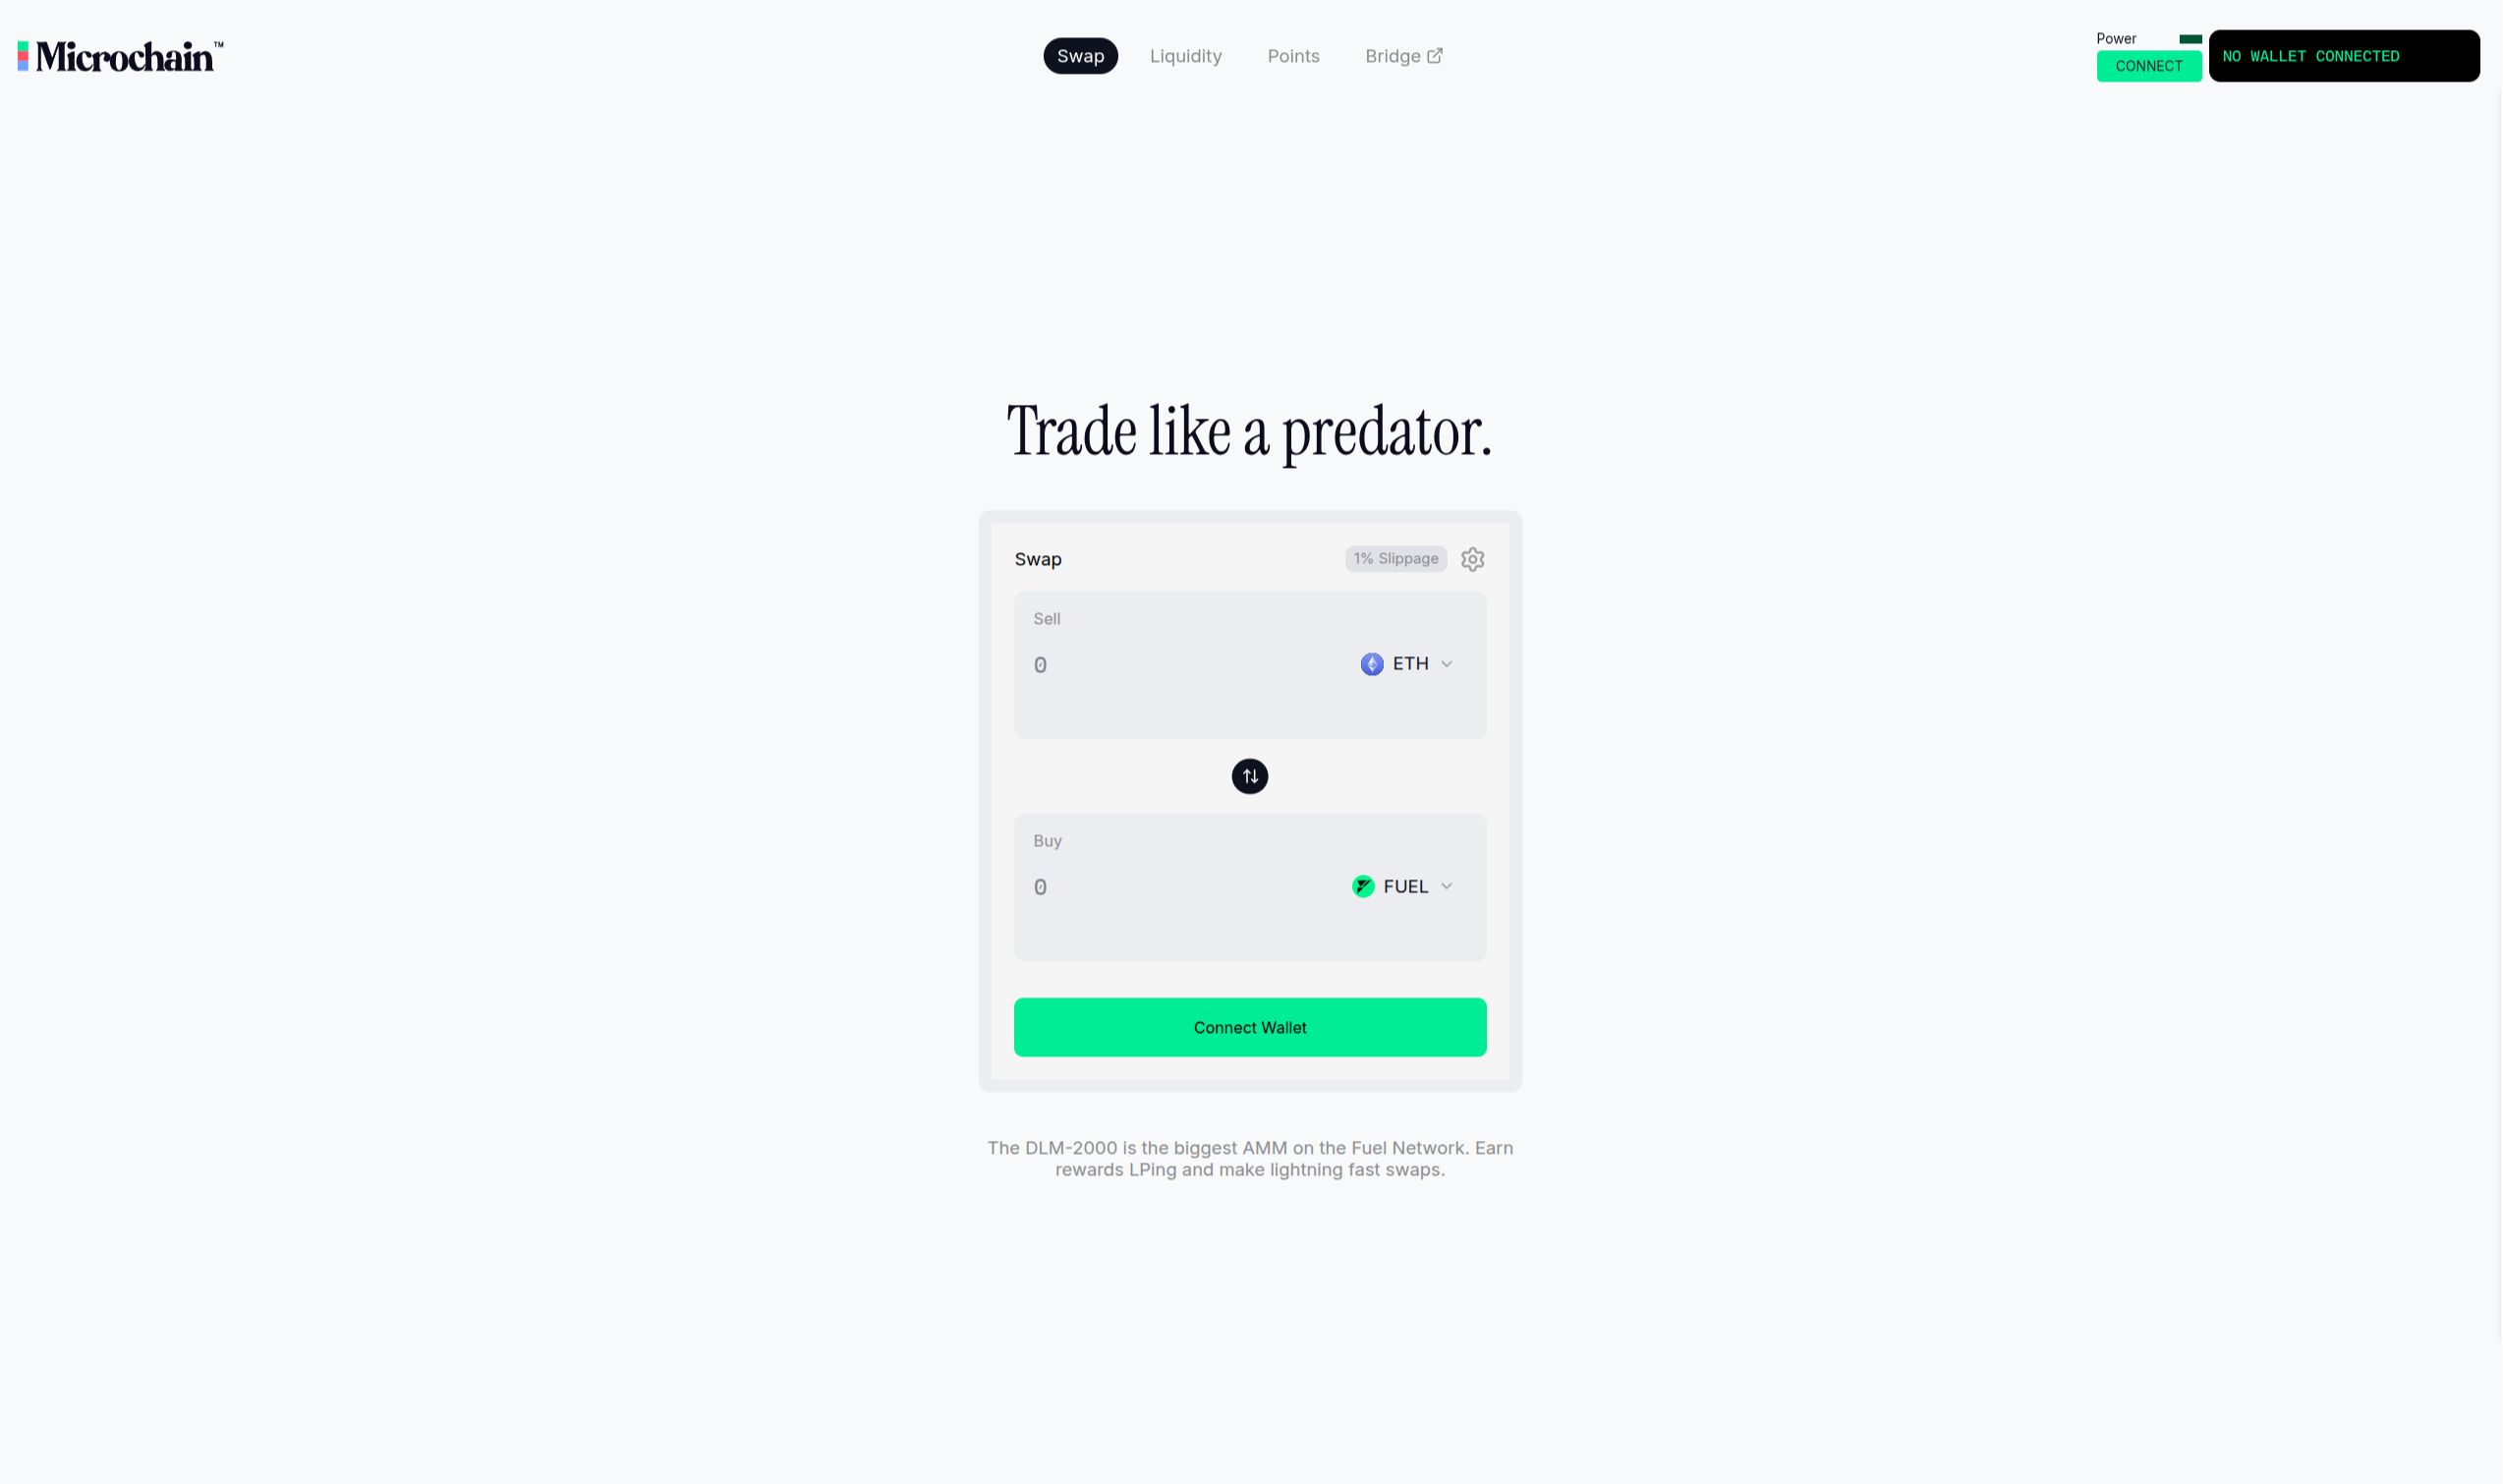 Microchain™
Swap
Liquidity
Points
Bridge
Power
CONNECT
NO WALLET CONNECTED
Trade like a predator.
Swap
1% Slippage
Sell
0
ETH
Buy
0
FUEL
Connect Wallet
The DLM-2000 is the biggest AMM on the Fuel Network. Earn
rewards LPing and make lightning fast swaps.